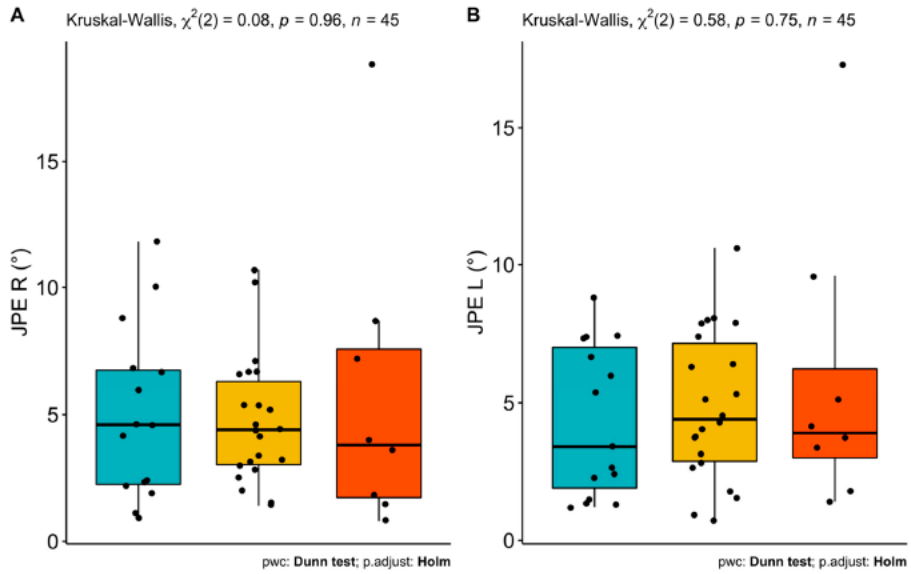 A
Kruskal-Wallis, χ²(2) = 0.08, p = 0.96, n = 45
JPE R (°)
15
10
5
0
pwc: Dunn test; p.adjust: Holm
B
Kruskal-Wallis, χ²(2) = 0.58, p = 0.75, n = 45
JPE L (°)
15
10
5
0
pwc: Dunn test; p.adjust: Holm